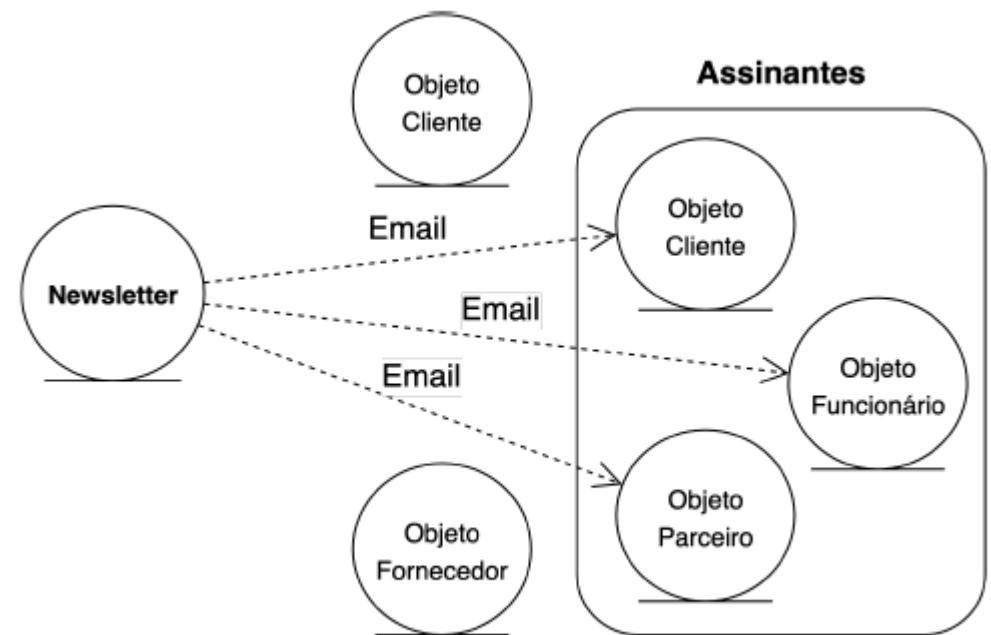 Objeto
Cliente
Assinantes
Objeto
Cliente
Email
Newsletter
Email
Objeto
Funcionário
Email
Objeto
Parceiro
Objeto
Fornecedor